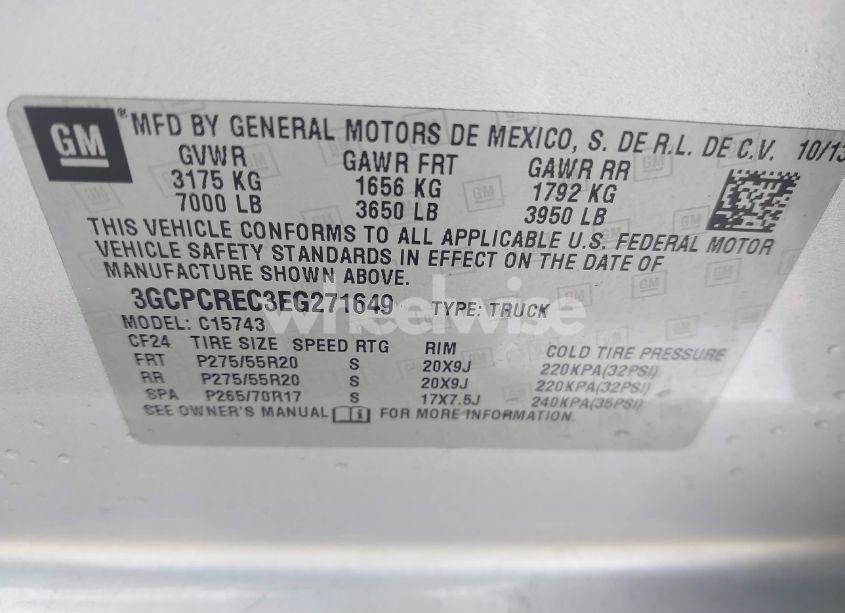 GM
® MFD BY GENERAL MOTORS DE MEXICO, S. DE R.L. DE C.V. 10/13
GVWR GAWR FRT GAWR RR
3175 KG 1656 KG 1792 KG
7000 LB 3650 LB 3950 LB
THIS VEHICLE CONFORMS TO ALL APPLICABLE U.S. FEDERAL MOTOR
VEHICLE SAFETY STANDARDS IN EFFECT ON THE DATE OF
MANUFACTURE SHOWN ABOVE.
3GCPCREC3EG271649 TYPE: TRUCK
wheelwise
MODEL: C15743
CF24 TIRE SIZE SPEED RTG RIM COLD TIRE PRESSURE
FRT P275/55R20 S 20X9J 220KPA(32PSI)
RR P275/55R20 S 20X9J 220KPA(32PSI)
SPA P265/70R17 S 17X7.5J 240KPA(35PSI)
SEE OWNER'S MANUAL FOR MORE INFORMATION.